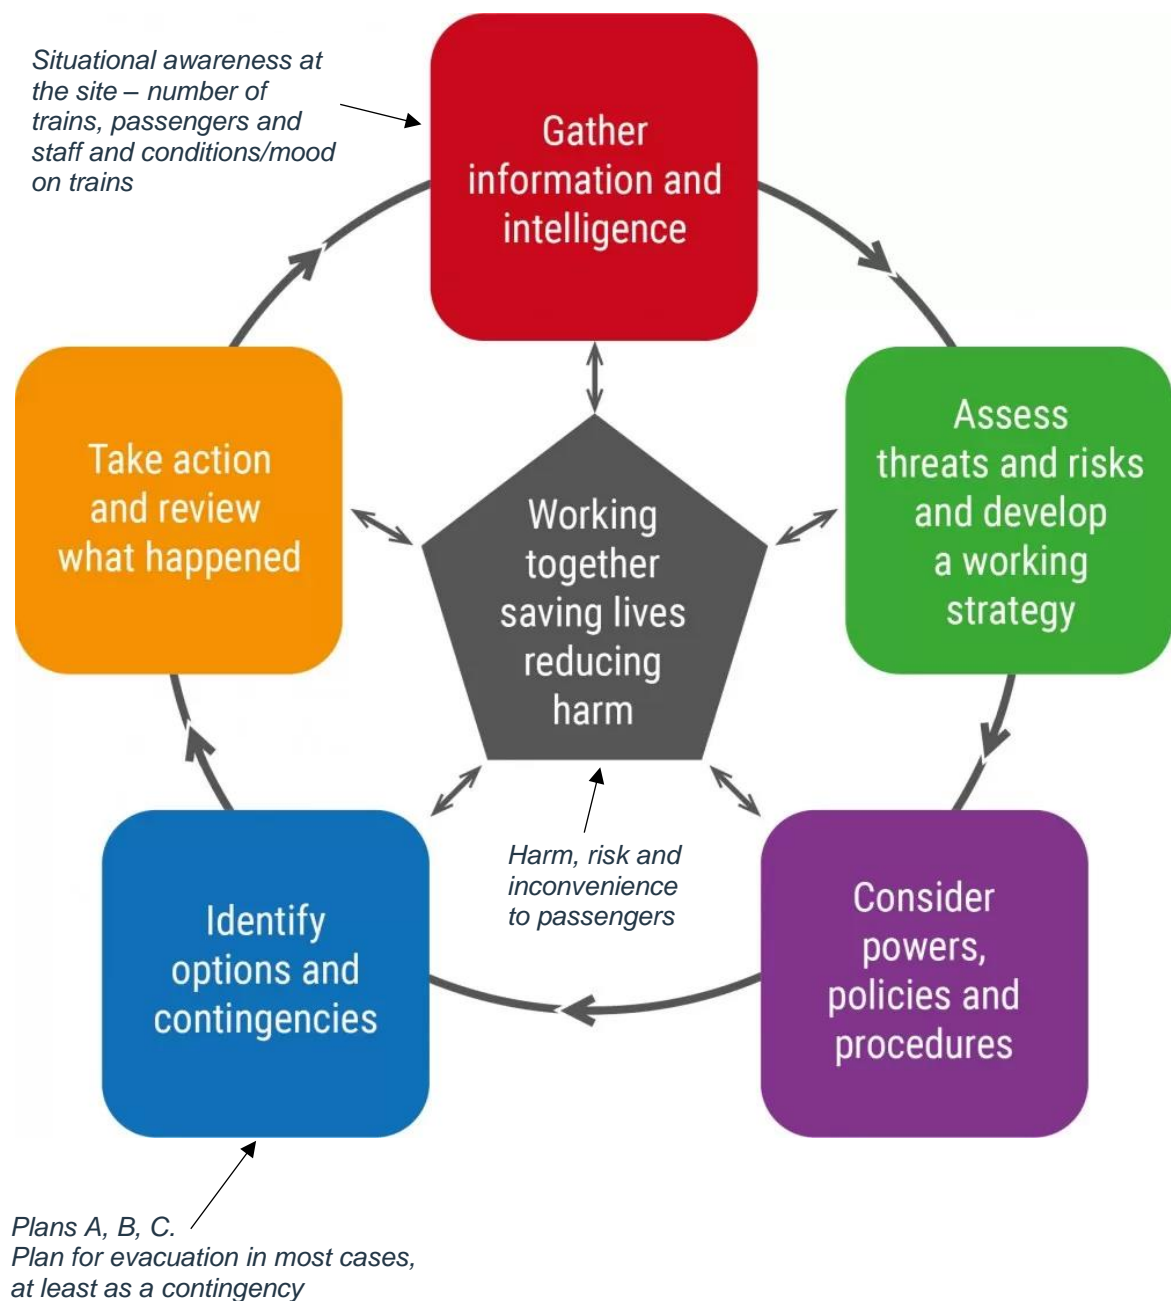 Situational awareness at
the site – number of
trains, passengers and
staff and conditions/mood
on trains
Gather
information and
intelligence
Take action
and review
what happened
Working
together
saving lives
reducing
harm
Assess
threats and risks
and develop
a working
strategy
Harm, risk and
inconvenience
to passengers
Identify
options and
contingencies
Consider
powers,
policies and
procedures
Plans A, B, C.
Plan for evacuation in most cases,
at least as a contingency